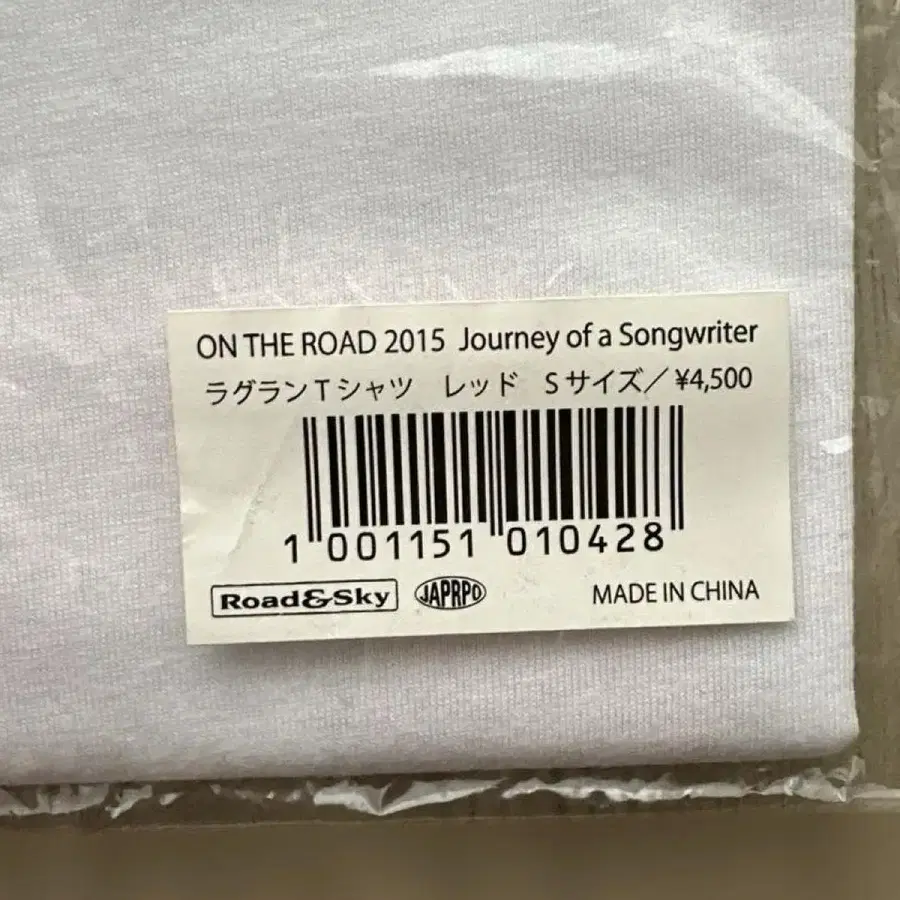 ON THE ROAD 2015 Journey of a Songwriter
ラグランTシャツ　レッド　Sサイズ／¥4,500
1 001151 010428
Road&Sky JAPRPO MADE IN CHINA